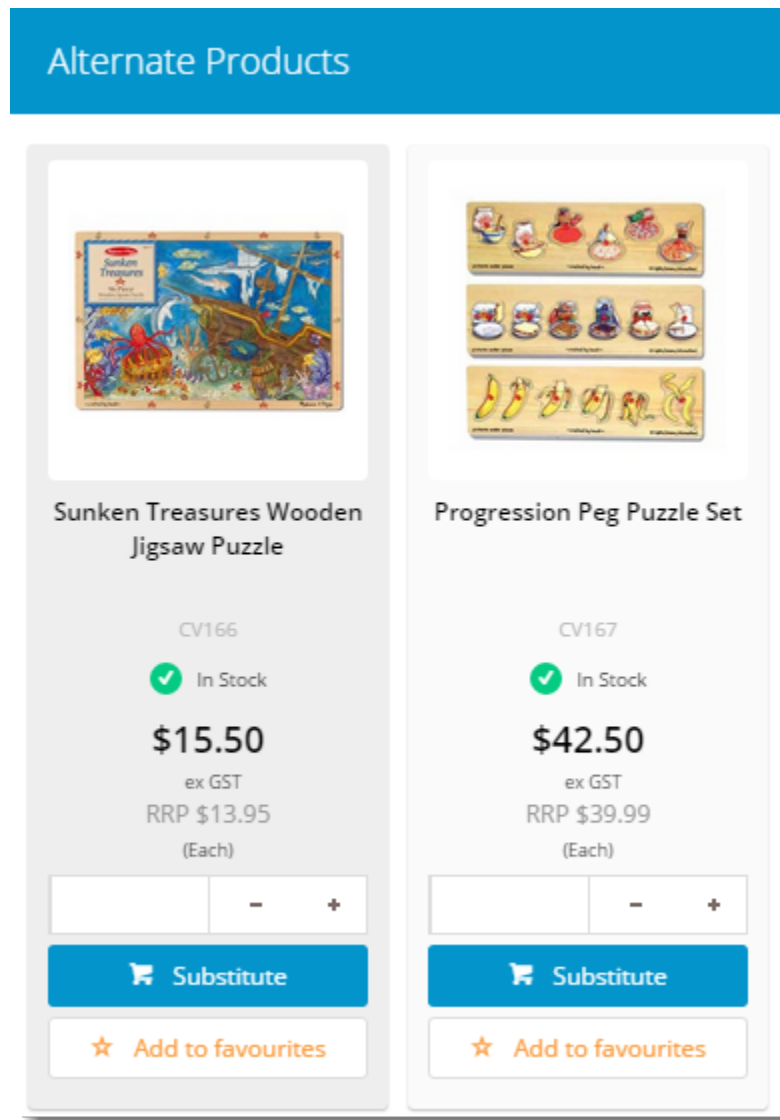 Alternate Products
Sunken
Treasures
Sunken Treasures Wooden
Jigsaw Puzzle
CV166
In Stock
$15.50
ex GST
RRP $13.95
(Each)
-
+
Substitute
Add to favourites
Progression Peg Puzzle Set
CV167
In Stock
$42.50
ex GST
RRP $39.99
(Each)
-
+
Substitute
Add to favourites